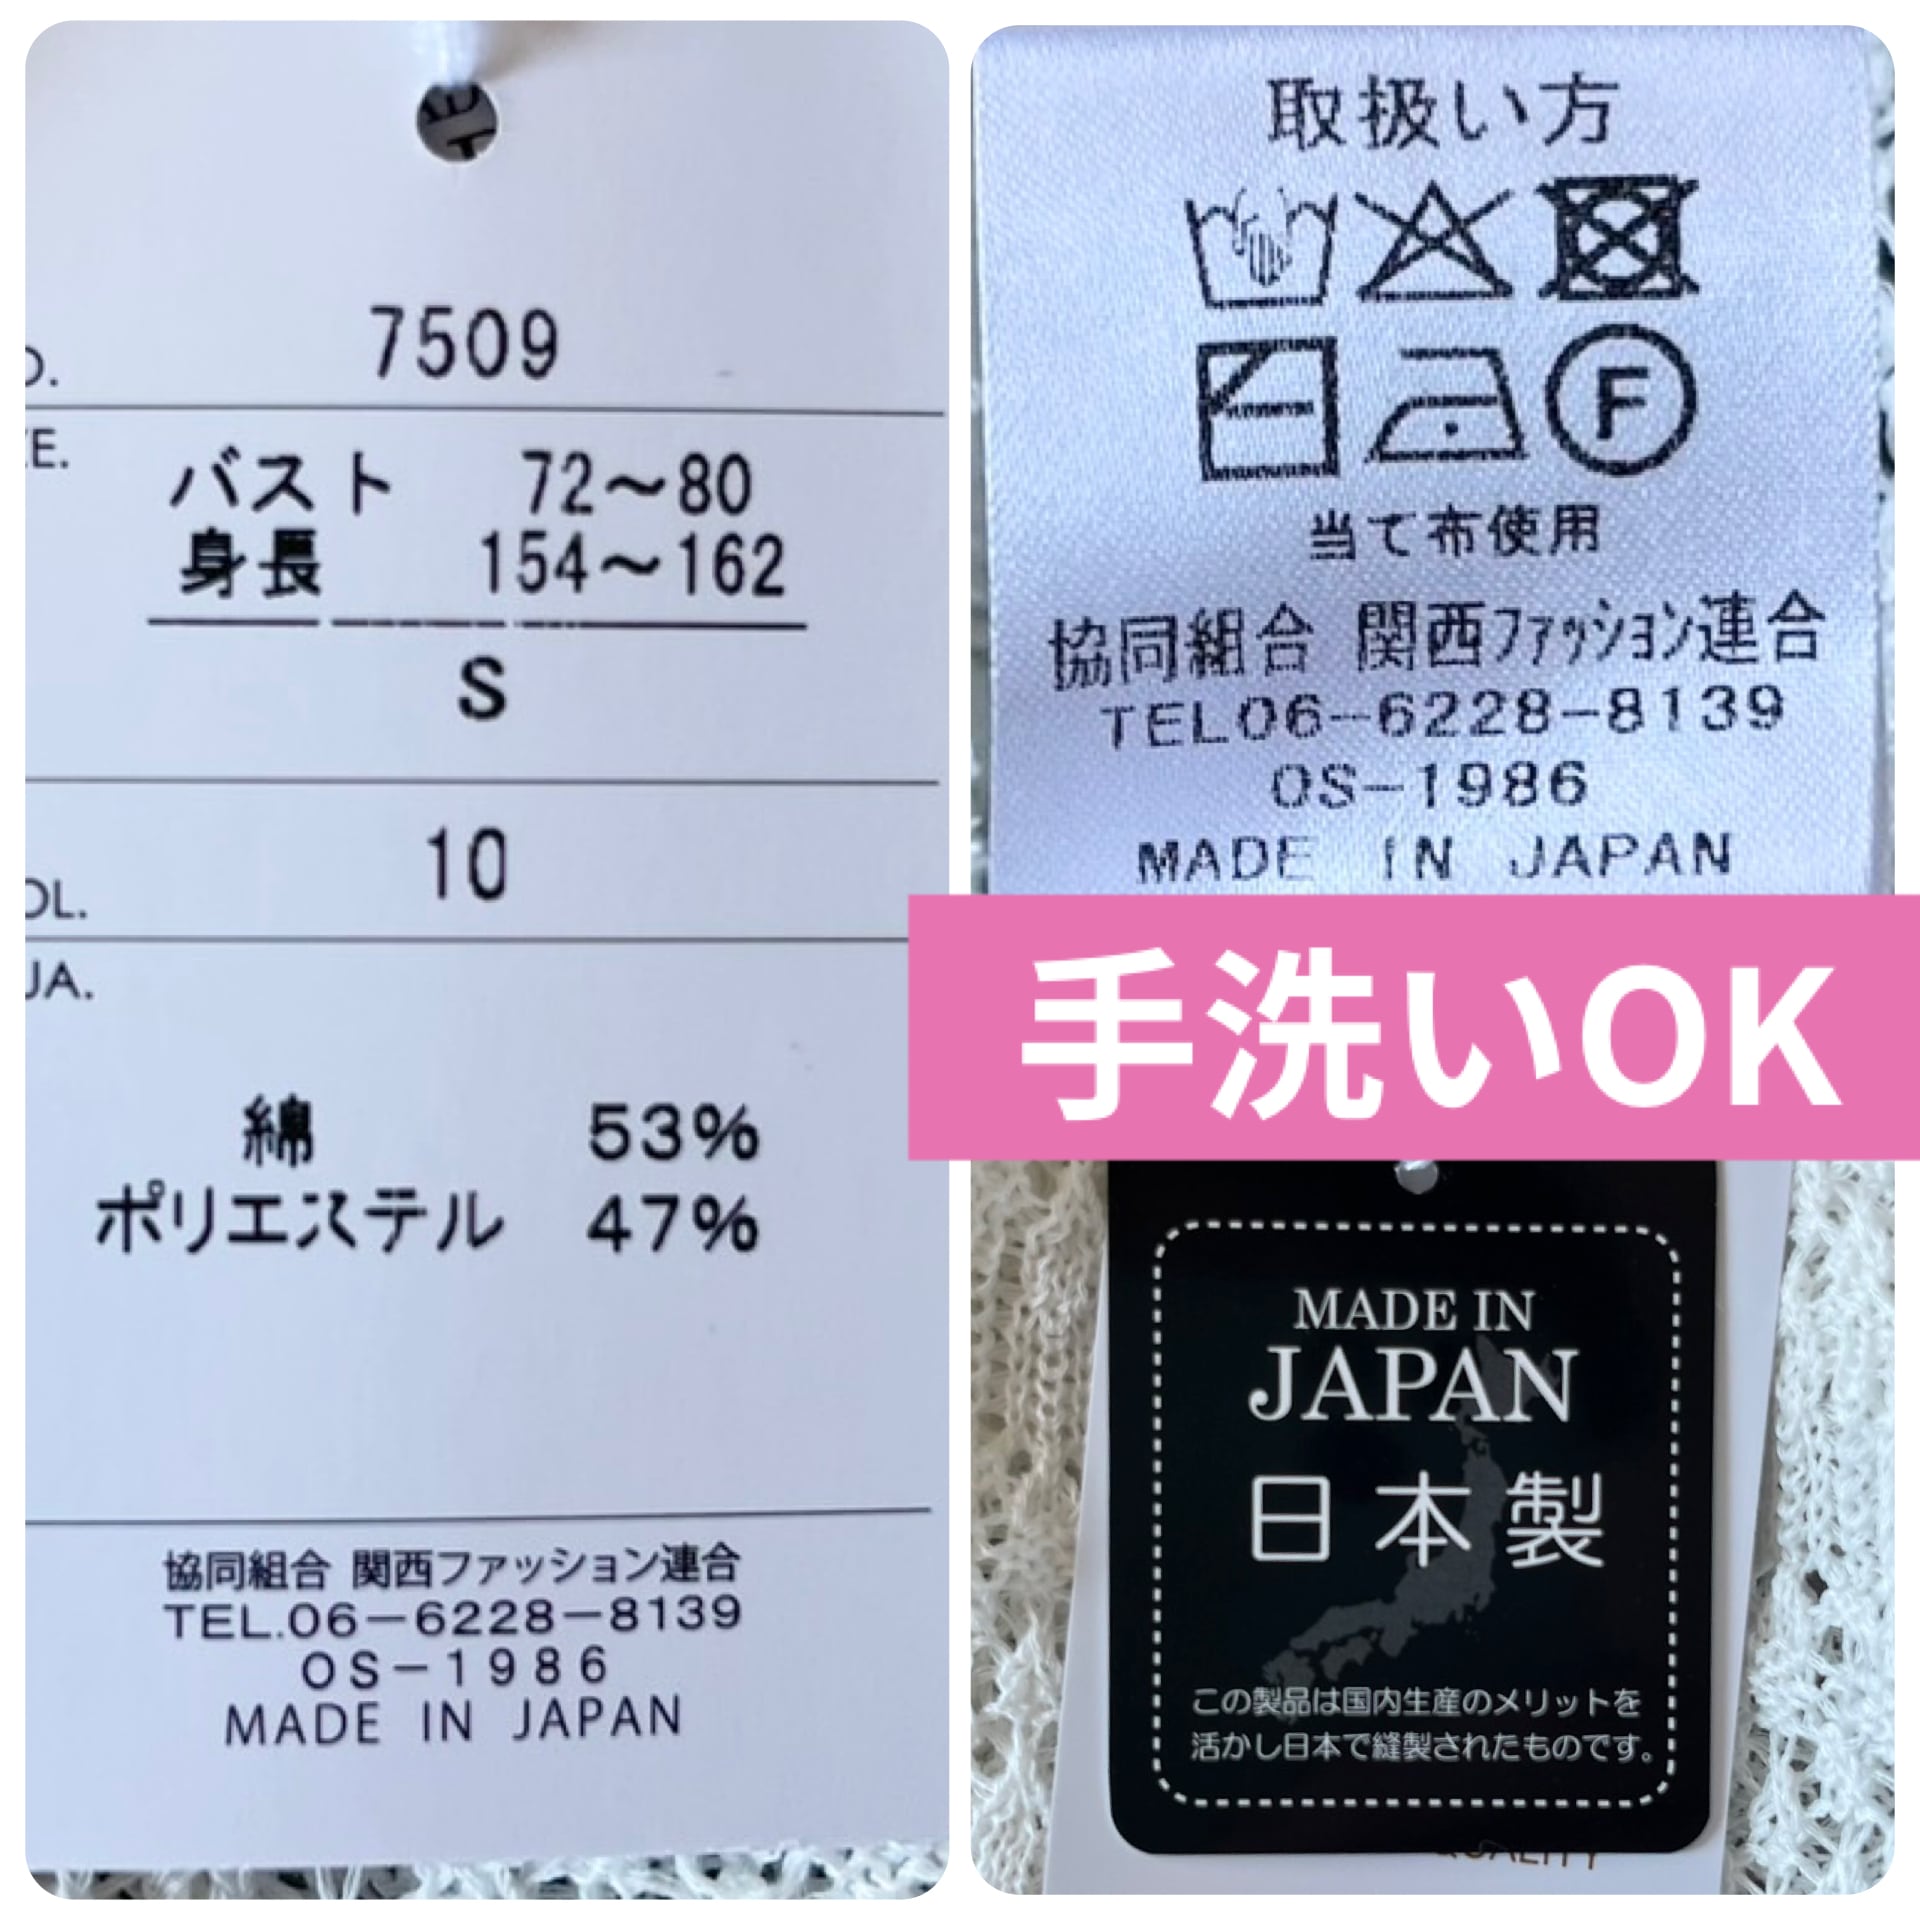 7509
バスト 72～80
身長 154～162
S
10
綿 53%
ポリエステル 47%
協同組合 関西ファッション連合
TEL.06－6228－8139
OS－1986
MADE IN JAPAN
取扱い方
F
当て布使用
協同組合 関西ファッション連合
TEL06－6228－8139
OS－1986
MADE IN JAPAN
手洗いOK
MADE IN
JAPAN
日本製
この製品は国内生産のメリットを
活かし日本で縫製されたものです。